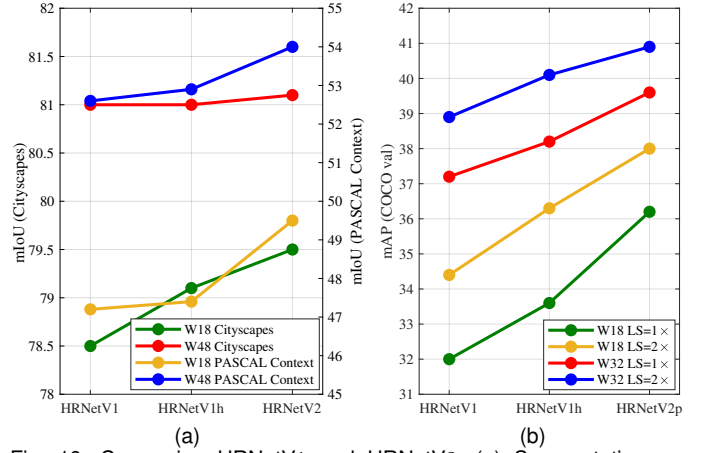 82
81.5
81
80.5
80
79.5
79
78.5
78
mIoU (Cityscapes)
55
54
53
52
51
50
49
48
47
46
45
mIoU (PASCAL Context)
W18 Cityscapes
W48 Cityscapes
W18 PASCAL Context
W48 PASCAL Context
HRNetV1 HRNetV1h HRNetV2
(a)
42
41
40
39
38
37
36
35
34
33
32
31
mAP (COCO val)
W18 LS=1×
W18 LS=2×
W32 LS=1×
W32 LS=2×
HRNetV1 HRNetV1h HRNetV2p
(b)